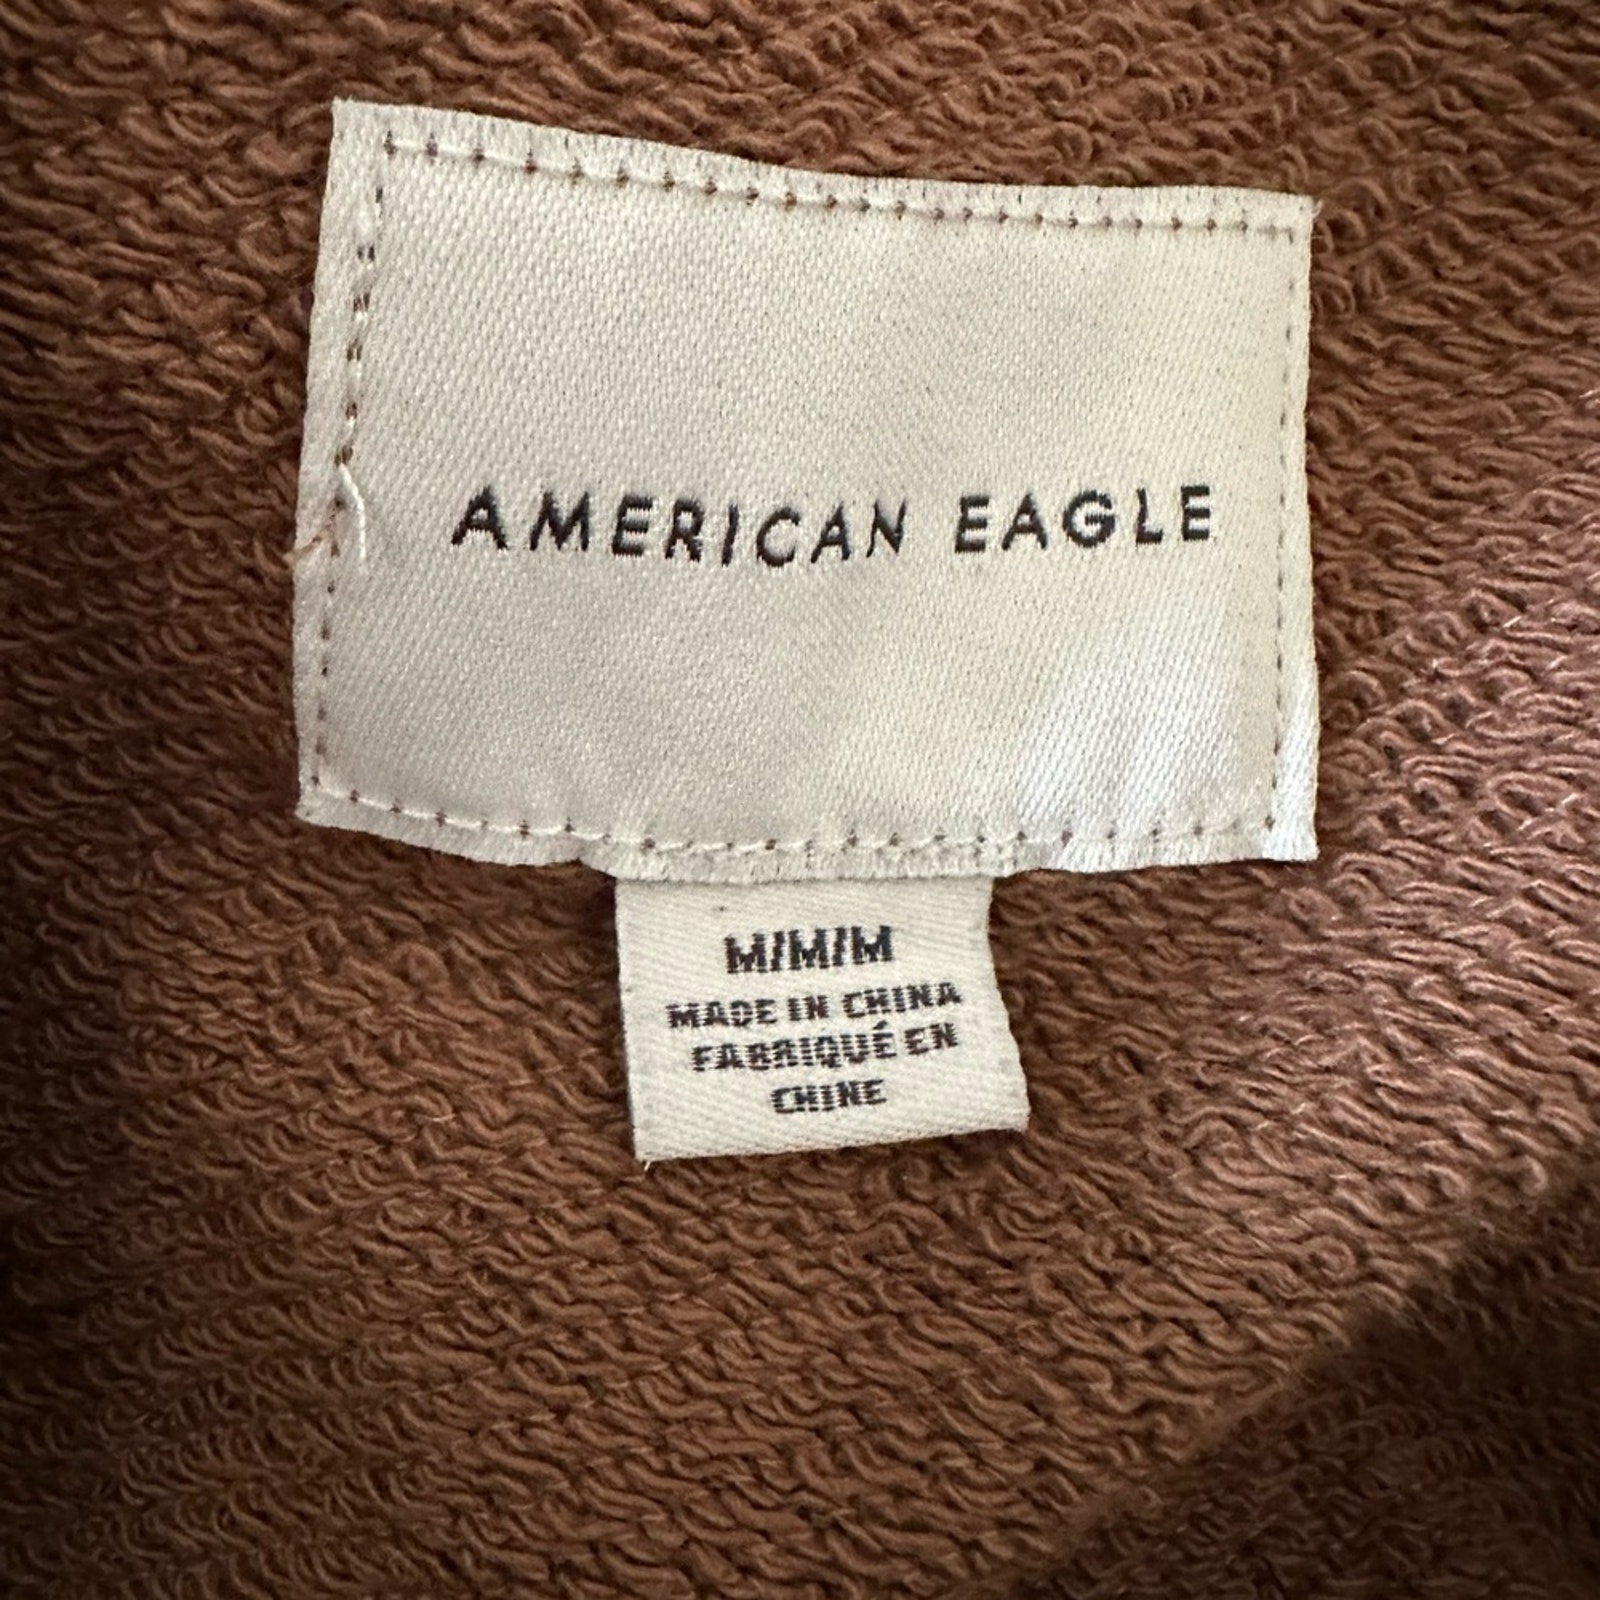 AMERICAN EAGLE
M/M/M
MADE IN CHINA
FABRIQUÉ EN
CHINE